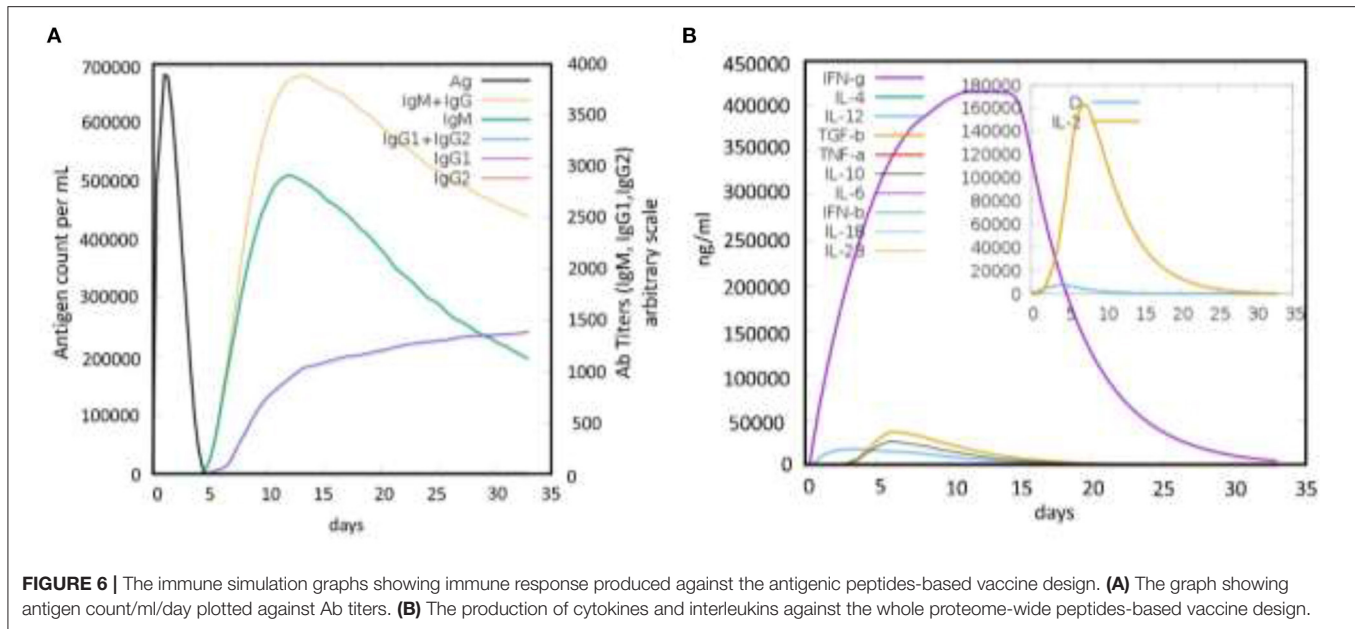 A
700000
600000
500000
400000
300000
200000
100000
0
Antigen count per mL
4000
3500
3000
2500
2000
1500
1000
500
0
Ab Titers (IgM, IgG1,IgG2)
arbitrary scale
Ag
IgM+IgG
IgM
IgG1+IgG2
IgG1
IgG2
0 5 10 15 20 25 30 35
days
B
450000
400000
350000
300000
250000
200000
150000
100000
50000
0
ng/ml
IFN-g
IL-4
IL-12
TGF-b
TNF-a
IL-10
IL-6
IFN-b
IL-18
IL-23
180000
160000
140000
120000
100000
80000
60000
40000
20000
0
D
IL-2
0 5 10 15 20 25 30 35
0 5 10 15 20 25 30 35
days
FIGURE 6 | The immune simulation graphs showing immune response produced against the antigenic peptides-based vaccine design. (A) The graph showing
antigen count/ml/day plotted against Ab titers. (B) The production of cytokines and interleukins against the whole proteome-wide peptides-based vaccine design.